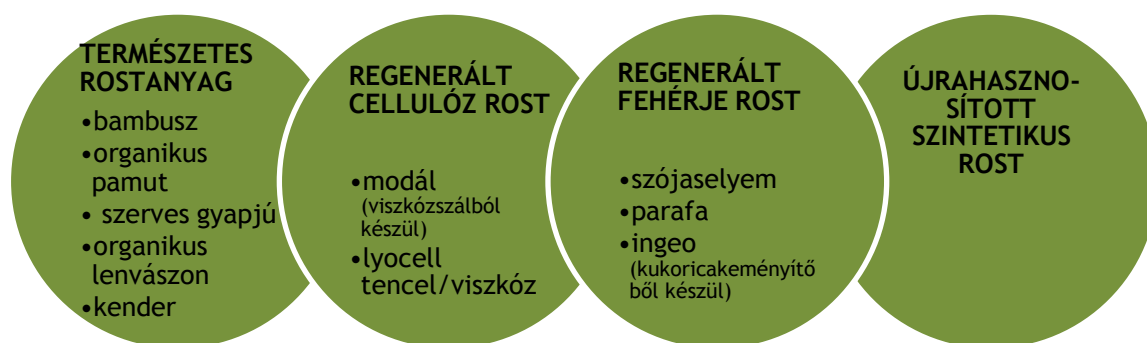 TERMÉSZETES
ROSTANYAG
•bambusz
•organikus
pamut
• szerves gyapjú
•organikus
lenvászon
•kender
REGENERÁLT
CELLULÓZ ROST
•modál
(viszkózszálból
készül)
•lyocell
tencel/viszkóz
REGENERÁLT
FEHÉRJE ROST
•szójaselyem
•parafa
•ingeo
(kukoricakeményítő
ből készül)
ÚJRAHASZNO-
SÍTOTT
SZINTETIKUS
ROST